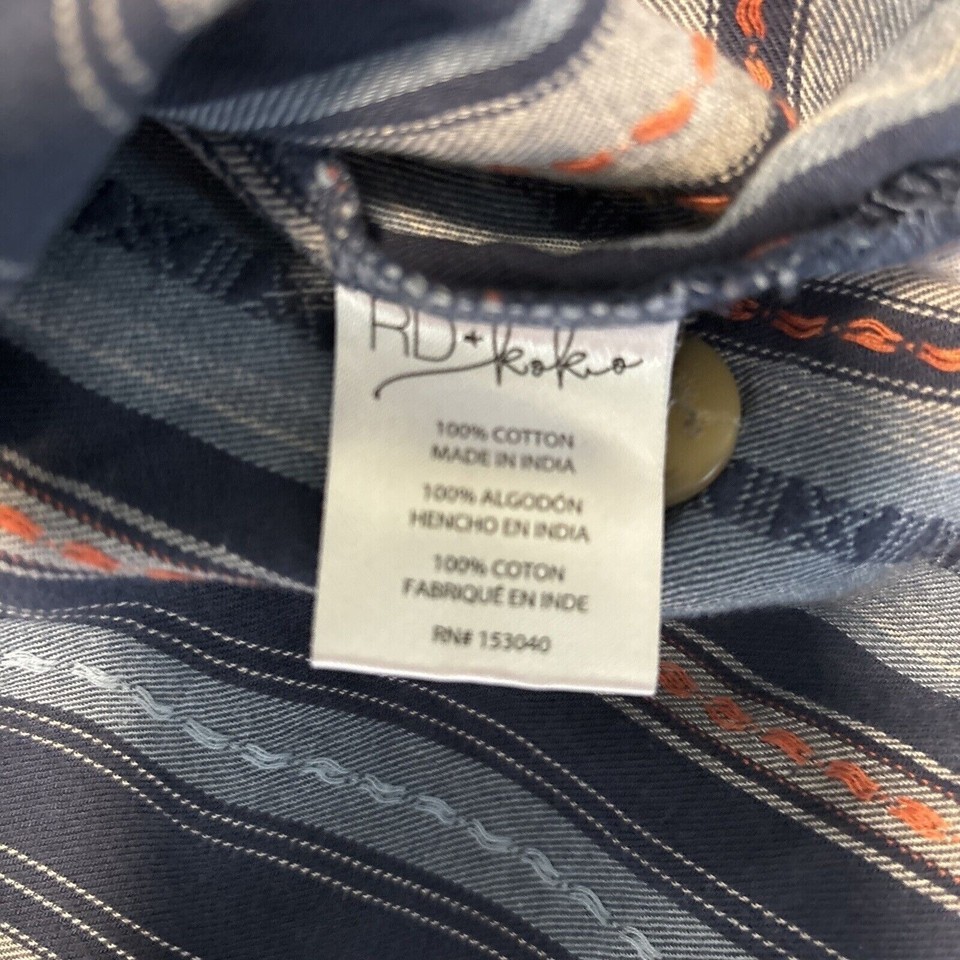 RD+koko
100% COTTON
MADE IN INDIA
100% ALGODÓN
HENCHO EN INDIA
100% COTON
FABRIQUÉ EN INDE
RN# 153040